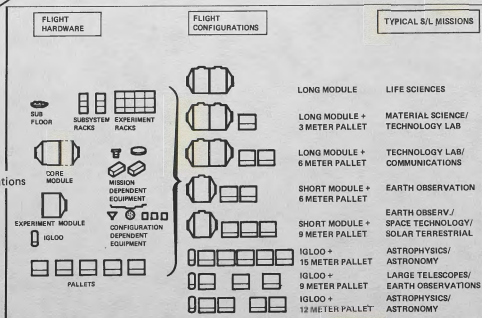 FLIGHT
HARDWARE
FLIGHT
CONFIGURATIONS
TYPICAL S/L MISSIONS
SUB
FLOOR
SUBSYSTEM
RACKS
EXPERIMENT
RACKS
CORE
MODULE
MISSION
DEPENDENT
EQUIPMENT
EXPERIMENT MODULE
CONFIGURATION
DEPENDENT
EQUIPMENT
IGLOO
PALLETS
LONG MODULE
LIFE SCIENCES
LONG MODULE +
3 METER PALLET
MATERIAL SCIENCE/
TECHNOLOGY LAB
LONG MODULE +
6 METER PALLET
TECHNOLOGY LAB/
COMMUNICATIONS
SHORT MODULE +
6 METER PALLET
EARTH OBSERVATION
SHORT MODULE +
9 METER PALLET
EARTH OBSERV./
SPACE TECHNOLOGY/
SOLAR TERRESTRIAL
IGLOO +
15 METER PALLET
ASTROPHYSICS/
ASTRONOMY
IGLOO +
9 METER PALLET
LARGE TELESCOPES/
EARTH OBSERVATIONS
IGLOO +
12 METER PALLET
ASTROPHYSICS/
ASTRONOMY